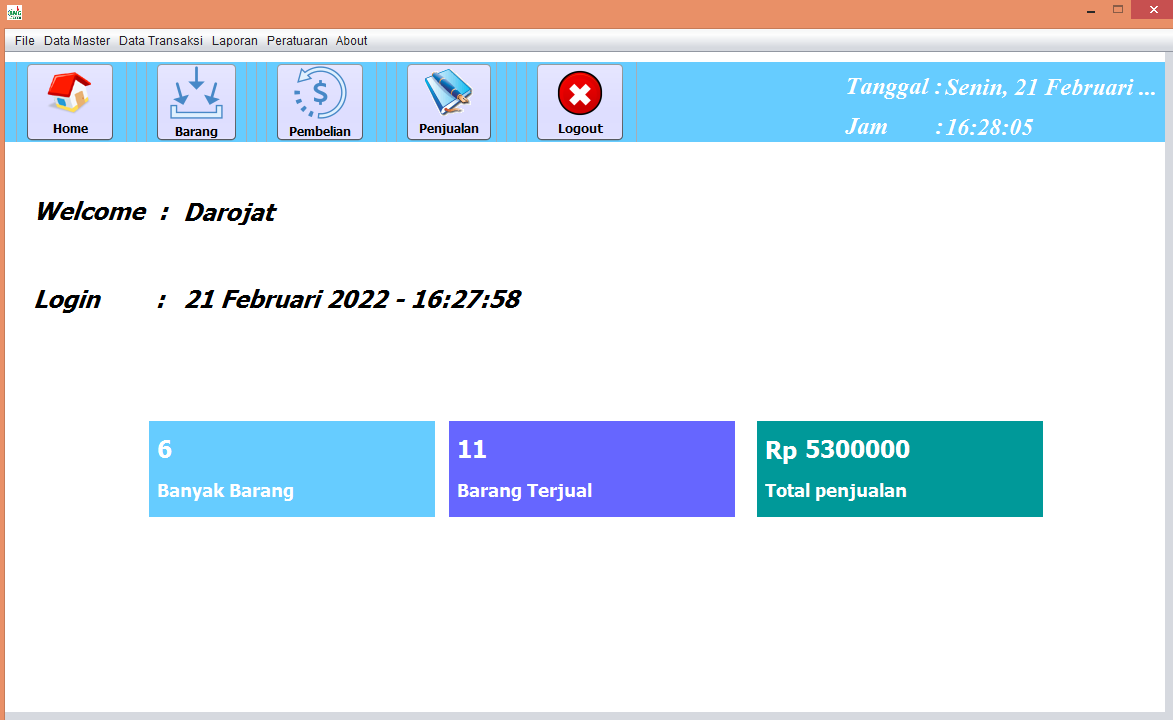 File Data Master Data Transaksi Laporan Peratuaran About
Home Barang Pembelian Penjualan Logout
Tanggal : Senin, 21 Februari ...
Jam : 16:28:05
Welcome : Darojat
Login : 21 Februari 2022 - 16:27:58
6
Banyak Barang
11
Barang Terjual
Rp 5300000
Total penjualan